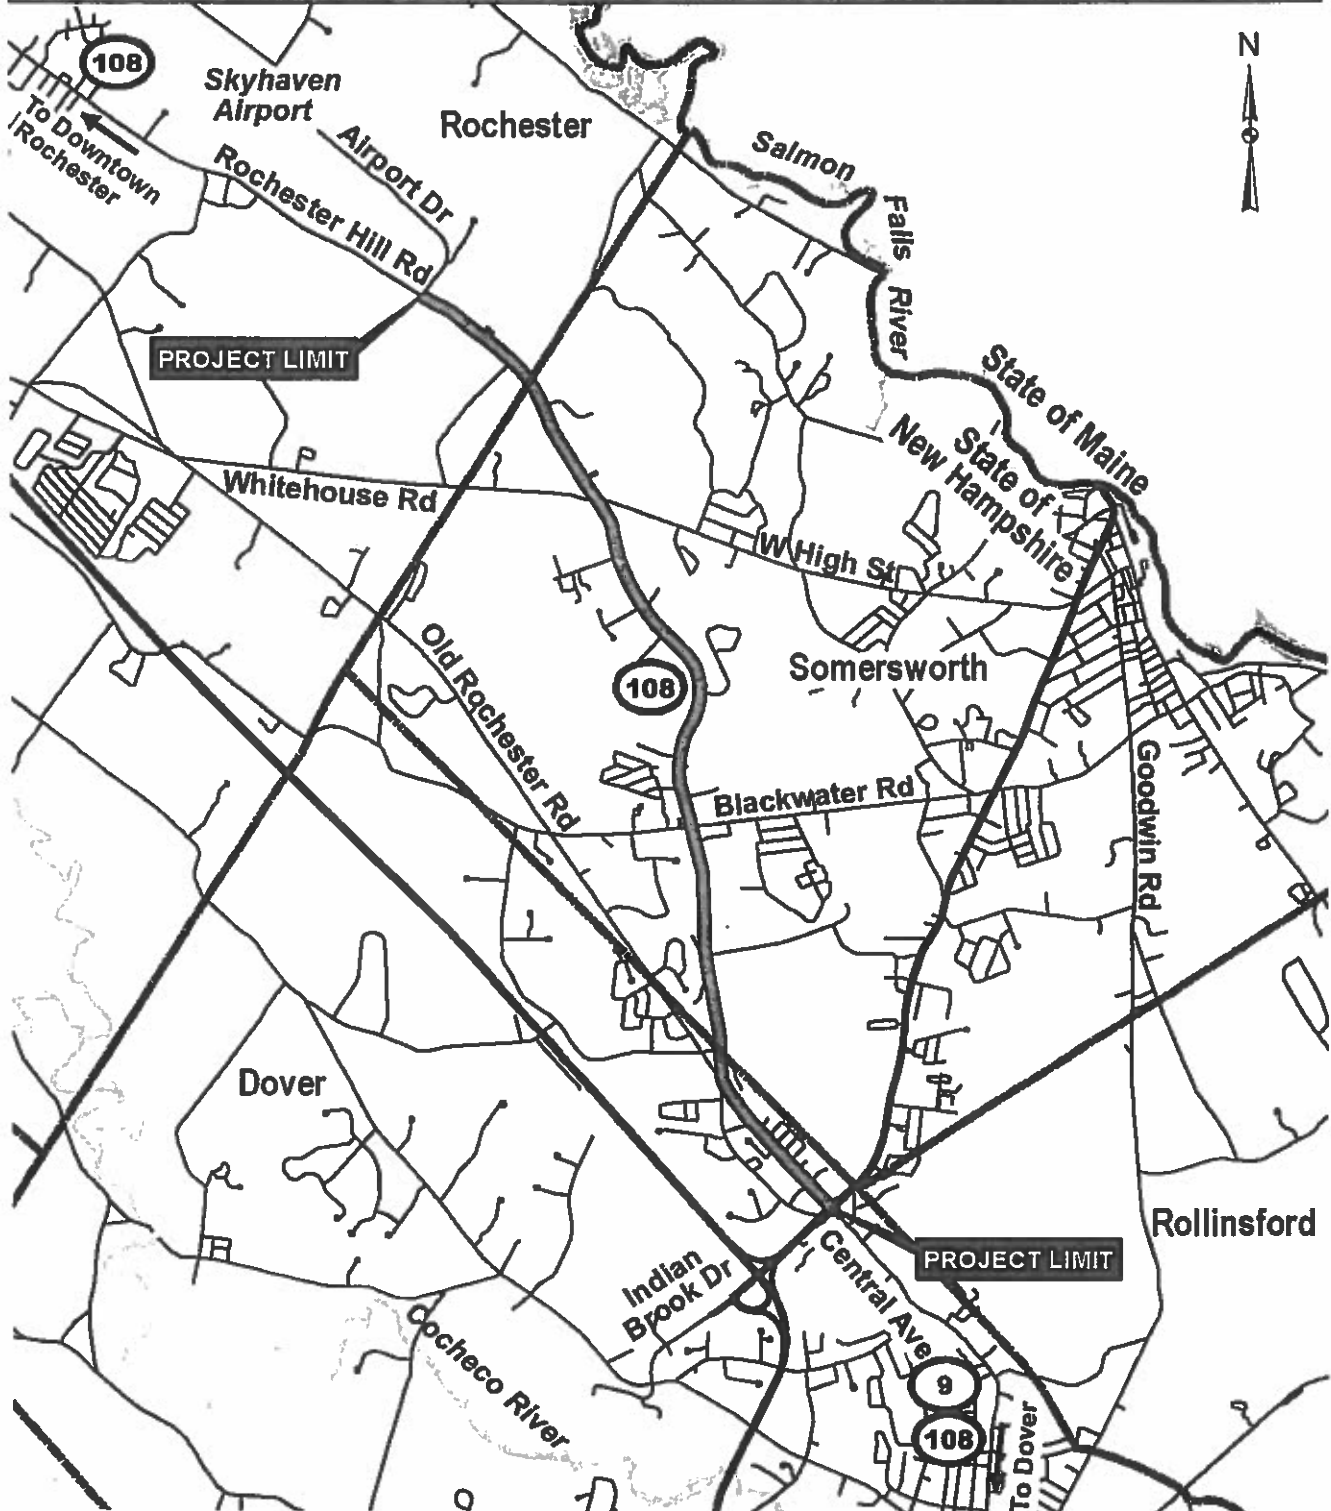 N
108
Skyhaven
Airport
Rochester
To Downtown
Rochester
Airport Dr
Rochester Hill Rd
Salmon
Falls
River
PROJECT LIMIT
State of Maine
State of
New Hampshire
Whitehouse Rd
W High St
Old Rochester Rd
108
Somersworth
Blackwater Rd
Goodwin Rd
Dover
Rollinsford
PROJECT LIMIT
Indian
Brook Dr
Central Ave
Cocheco River
9
108
To Dover